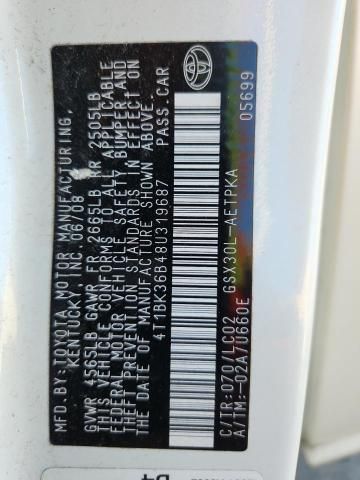 MFD.BY: TOYOTA MOTOR MANUFACTURING,
KENTUCKY, INC. 06/08
GVWR 4565LB GAWR FR 2665LB RR 2505LB
THIS VEHICLE CONFORMS TO ALL APPLICABLE
FEDERAL MOTOR VEHICLE SAFETY, BUMPER AND
THEFT PREVENTION STANDARDS IN EFFECT ON
THE DATE OF MANUFACTURE SHOWN ABOVE.
4T1BK36B48U319687 PASS.CAR
C/TR:070/LC02 GSX30L-AETPKA
A/TM:-02A/U660E 05699
TOYOTA